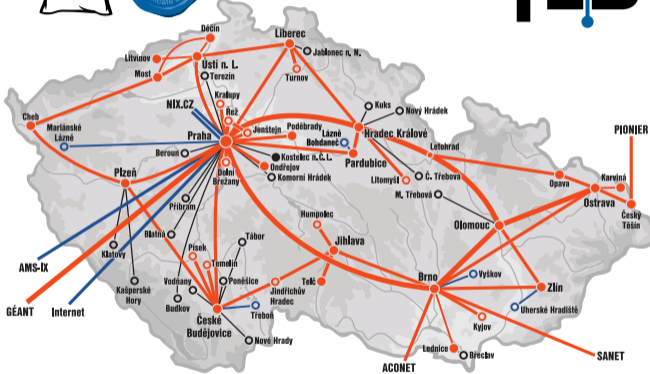 Děčín
Liberec
Jablonec n. N.
Litvínov
Ústí n. L.
Most
Terezín
Turnov
Kralupy
NIX.CZ
Řež
Kuks
Nový Hrádek
Cheb
Mariánské
Lázně
Praha
Jenštejn
Poděbrady
Lázně
Bohdaneč
Hradec Králové
PIONIER
Beroun
Kostelec n.Č.L.
Pardubice
Letohrad
Ondřejov
Plzeň
Dolní
Břežany
Komorní Hrádek
Litomyšl
Č. Třebová
Opava
Karviná
Příbram
M. Třebová
Ostrava
Český
Těšín
Humpolec
Blatná
Olomouc
Klatovy
Písek
Tábor
Jihlava
AMS-IX
Temelín
Vodňany
Poněšice
Telč
Brno
Vyškov
Kašperské
Hory
Jindřichův
Hradec
Zlín
GÉANT
Internet
Budkov
Třeboň
České
Budějovice
Uherské Hradiště
Kyjov
Nové Hrady
Lednice
Břeclav
SANET
ACONET